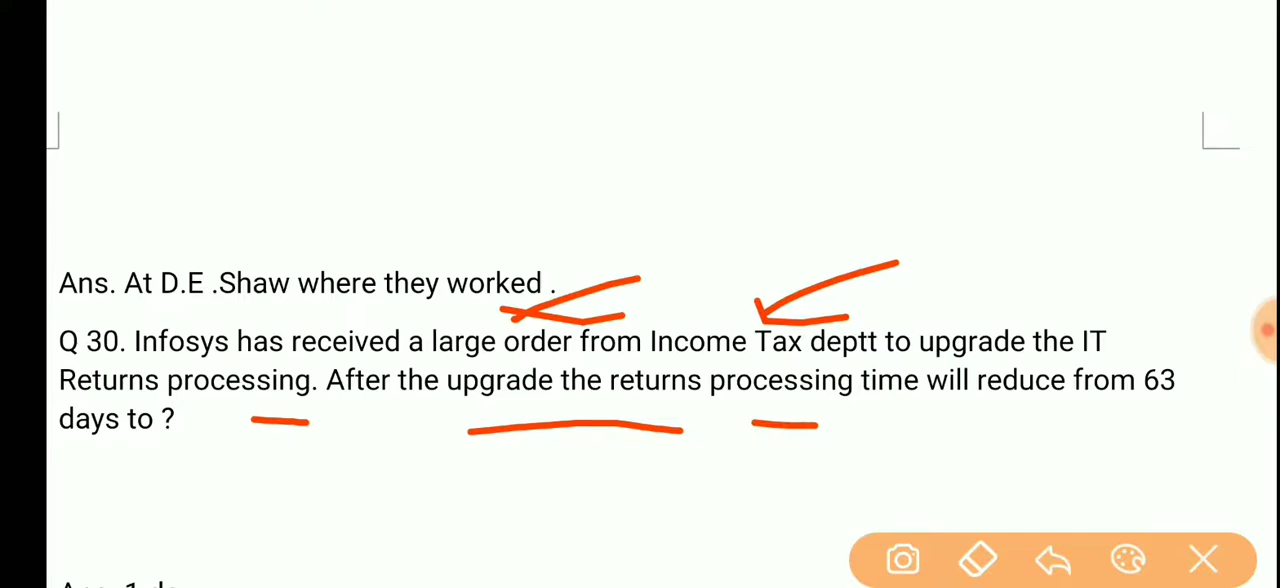 Ans. At D.E .Shaw where they worked .
Q 30. Infosys has received a large order from Income Tax deptt to upgrade the IT
Returns processing. After the upgrade the returns processing time will reduce from 63
days to ?